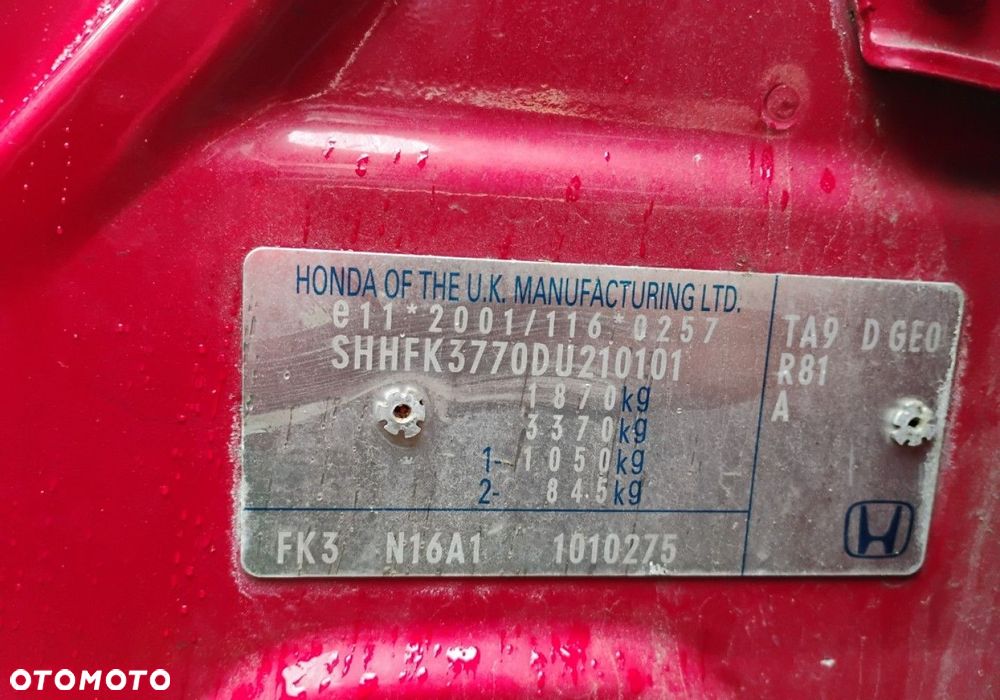 HONDA OF THE U.K. MANUFACTURING LTD.
e11*2001/116*0257
SHHFK3770DU210101
1870kg
3370kg
1- 1050kg
2- 845kg
TA9 D GE0
R81
A
FK3 N16A1 1010275
OTOMOTO